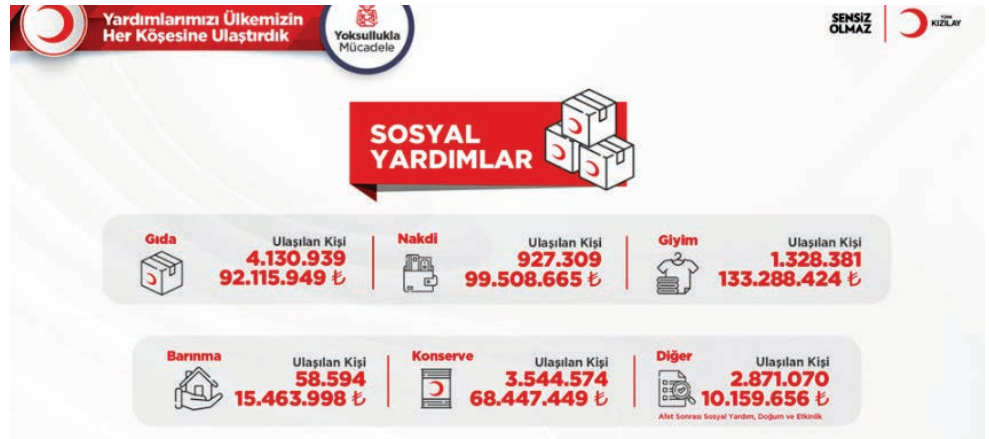 Yardımlarımızı Ülkemizin
Her Köşesine Ulaştırdık
Yoksullukla
Mücadele
SENSİZ
OLMAZ
TÜRK
KIZILAY
SOSYAL
YARDIMLAR
Gıda
Ulaşılan Kişi
4.130.939
92.115.949 ₺
Nakdi
Ulaşılan Kişi
927.309
99.508.665 ₺
Giyim
Ulaşılan Kişi
1.328.381
133.288.424 ₺
Barınma
Ulaşılan Kişi
58.594
15.463.998 ₺
Konserve
Ulaşılan Kişi
3.544.574
68.447.449 ₺
Diğer
Ulaşılan Kişi
2.871.070
10.159.656 ₺
Afet Sonrası Sosyal Yardım, Doğum ve Etkinlik